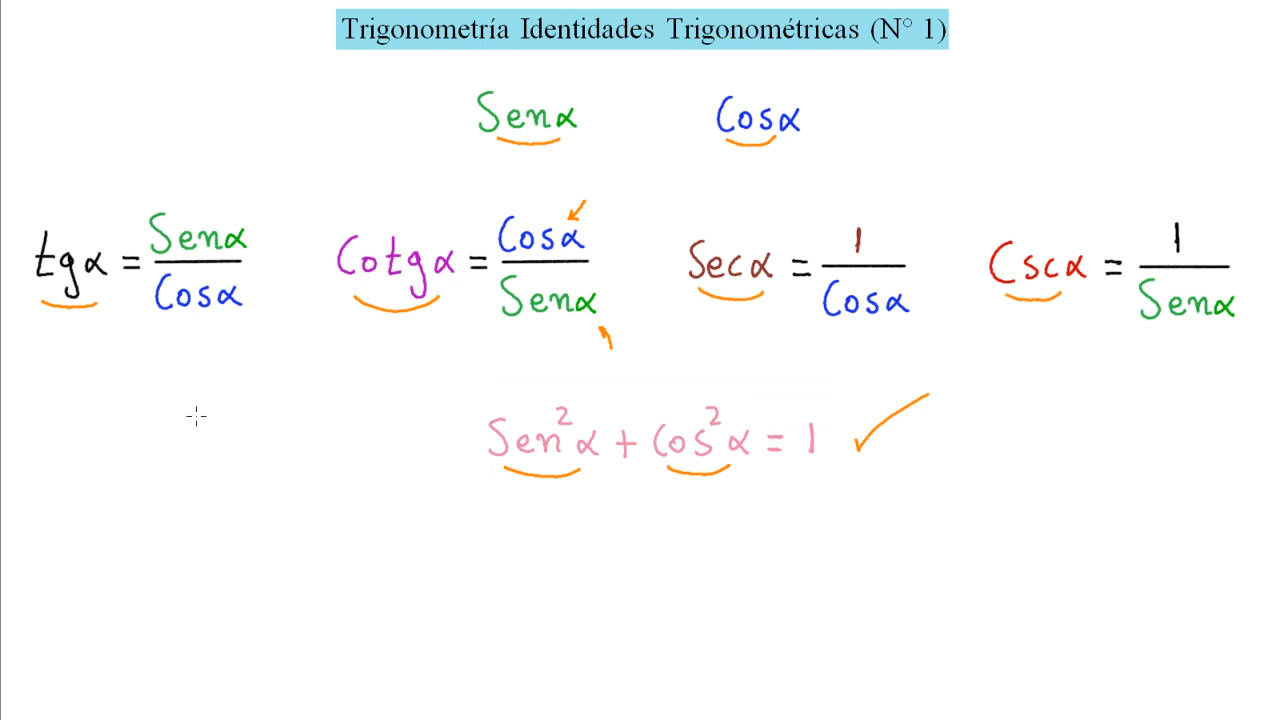 Trigonometría Identidades Trigonométricas (N° 1)
Senα Cosα
tgα = Senα/Cosα Cotgα = Cosα/Senα Secα = 1/Cosα Cscα = 1/Senα
Sen²α + Cos²α = 1